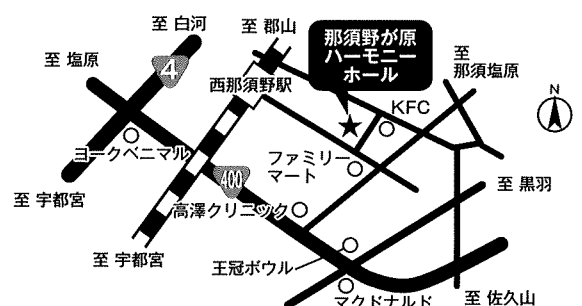 至 白河
至 郡山
那須野が原
ハーモニー
ホール
至
那須塩原
至 塩原
4
西那須野駅
KFC
N
ヨークベニマル
ファミリー
マート
400
至 黒羽
至 宇都宮
高澤クリニック
至 宇都宮
王冠ボウル
マクドナルド
至 佐久山